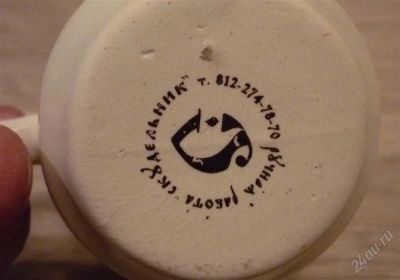 ручная работа "скудельник" т. 812-274-78-70
24au.ru